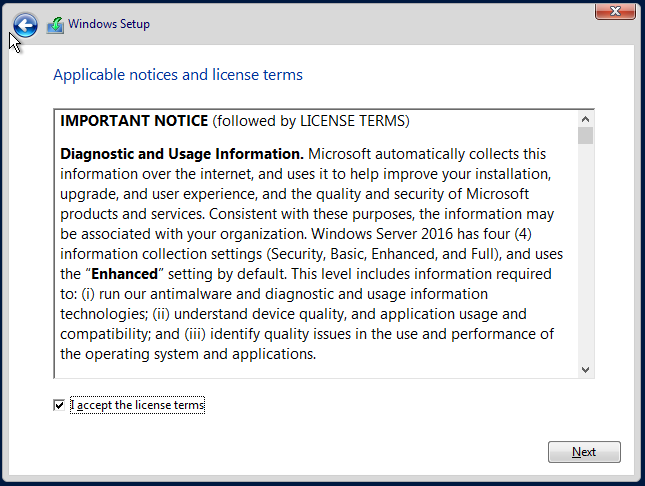 Windows Setup
Applicable notices and license terms
IMPORTANT NOTICE (followed by LICENSE TERMS)
Diagnostic and Usage Information. Microsoft automatically collects this
information over the internet, and uses it to help improve your installation,
upgrade, and user experience, and the quality and security of Microsoft
products and services. Consistent with these purposes, the information may
be associated with your organization. Windows Server 2016 has four (4)
information collection settings (Security, Basic, Enhanced, and Full), and uses
the “Enhanced” setting by default. This level includes information required
to: (i) run our antimalware and diagnostic and usage information
technologies; (ii) understand device quality, and application usage and
compatibility; and (iii) identify quality issues in the use and performance of
the operating system and applications.
I accept the license terms
Next